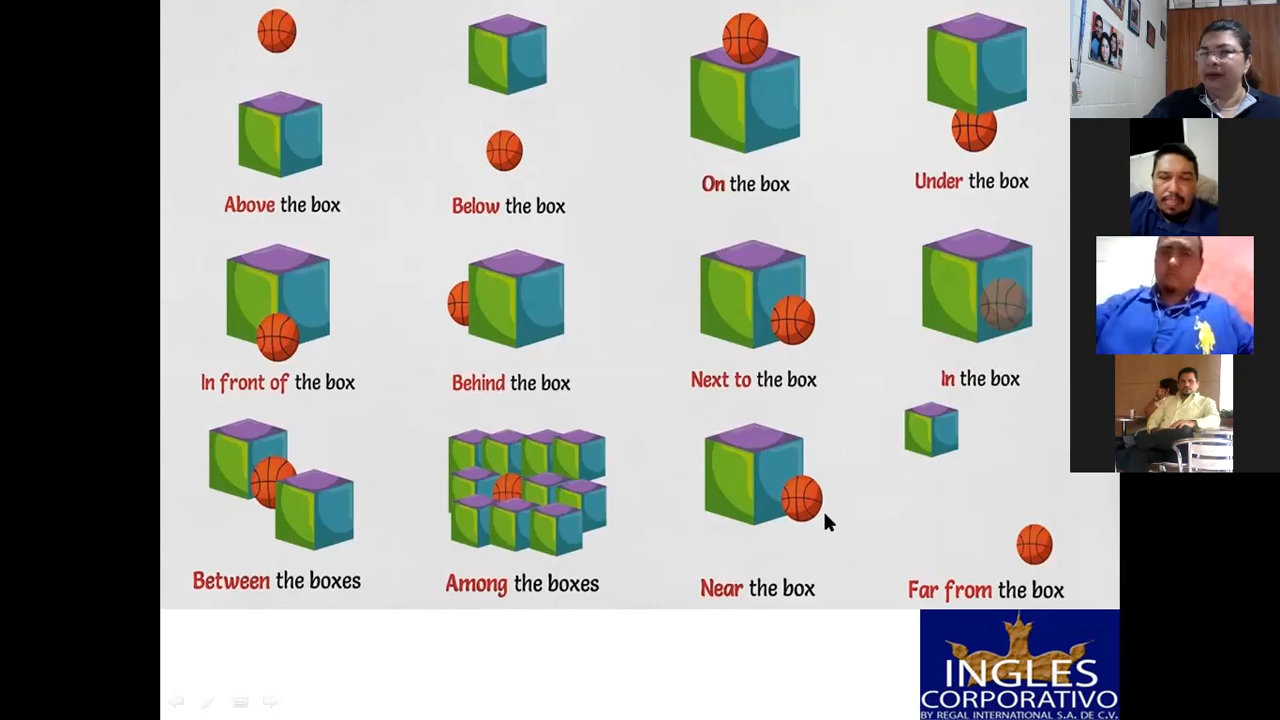 Above the box
Below the box
On the box
Under the box
In front of the box
Behind the box
Next to the box
In the box
Between the boxes
Among the boxes
Near the box
Far from the box
INGLES
CORPORATIVO
BY REGAL INTERNATIONAL S.A. DE C.V.